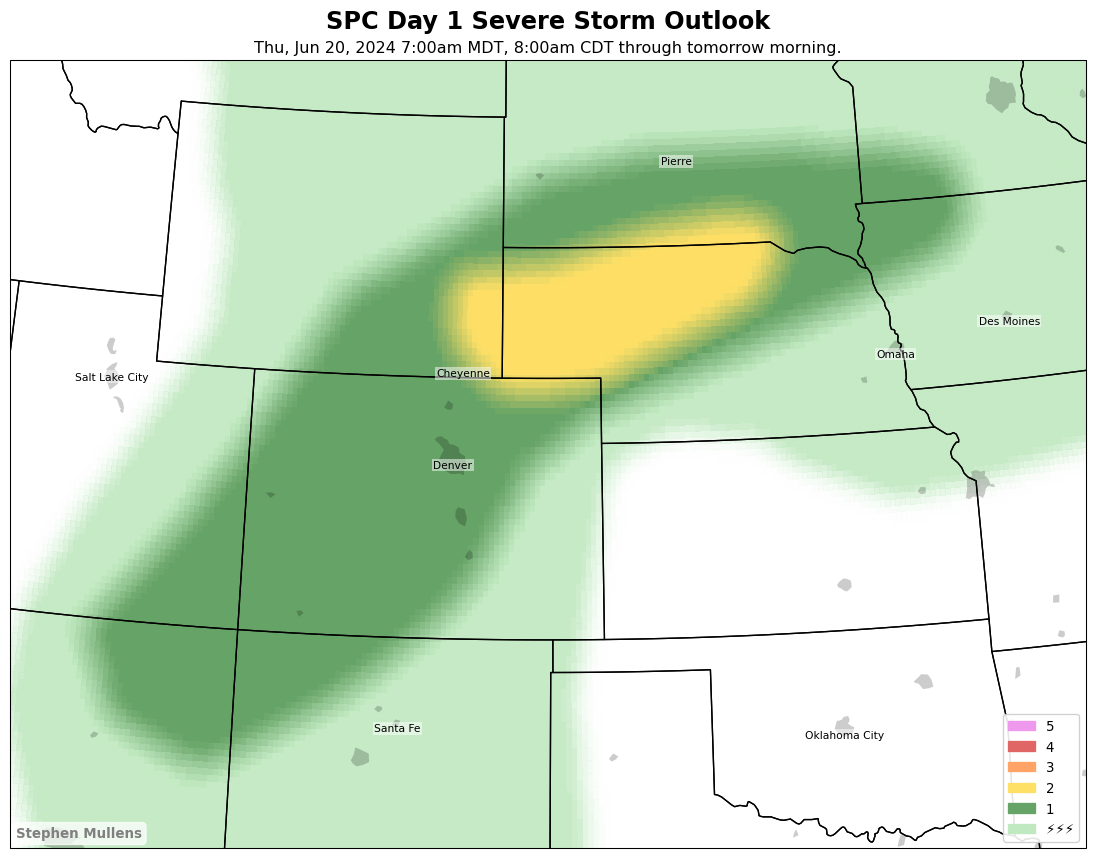 SPC Day 1 Severe Storm Outlook
Thu, Jun 20, 2024 7:00am MDT, 8:00am CDT through tomorrow morning.
Pierre
Des Moines
Omaha
Salt Lake City
Cheyenne
Denver
Santa Fe
Oklahoma City
5
4
3
2
1
⚡⚡⚡
Stephen Mullens